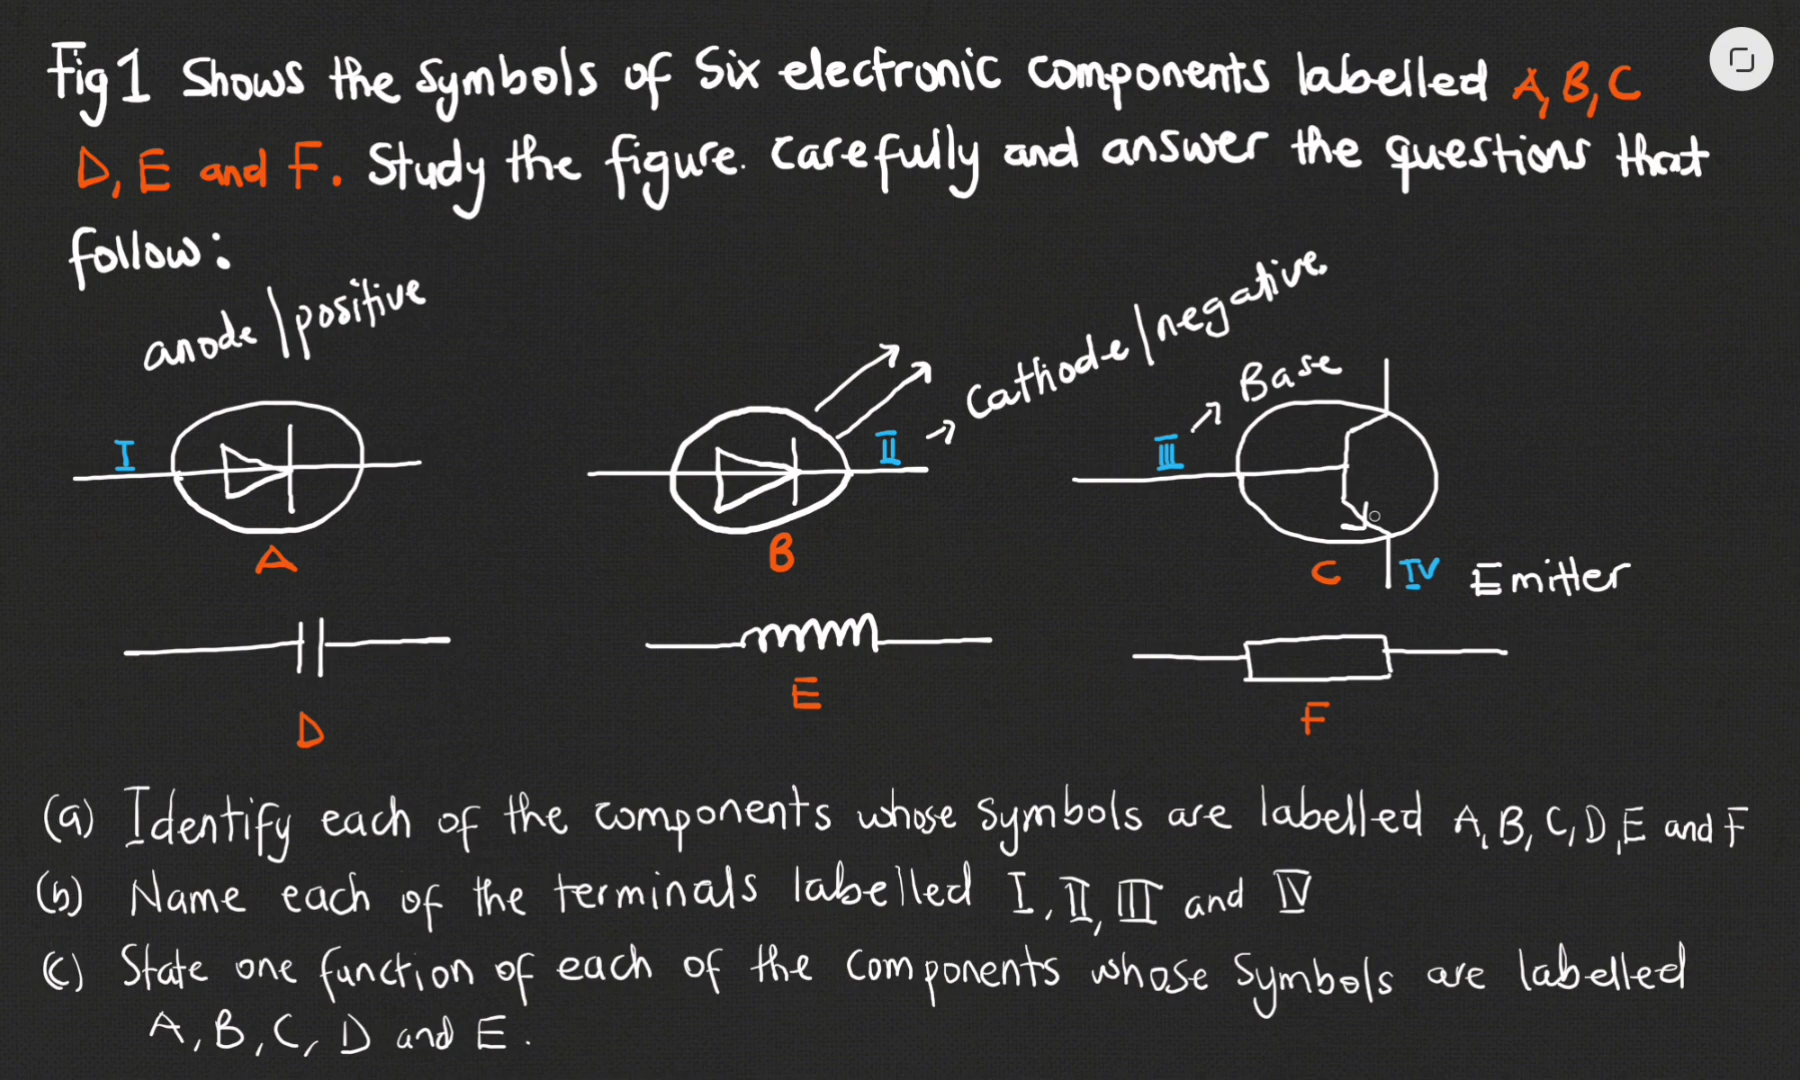 Fig 1 Shows the Symbols of Six electronic components labelled A, B, C
D, E and F. Study the figure. carefully and answer the questions that
follow:
anode / positive
Cathode / negative
Base
I
II
III
A
B
C
IV
Emitter
D
E
F
(a) Identify each of the components whose symbols are labelled A, B, C, D, E and F
(b) Name each of the terminals labelled I, II, III and IV
(c) State one function of each of the components whose Symbols are labelled
A, B, C, D and E.